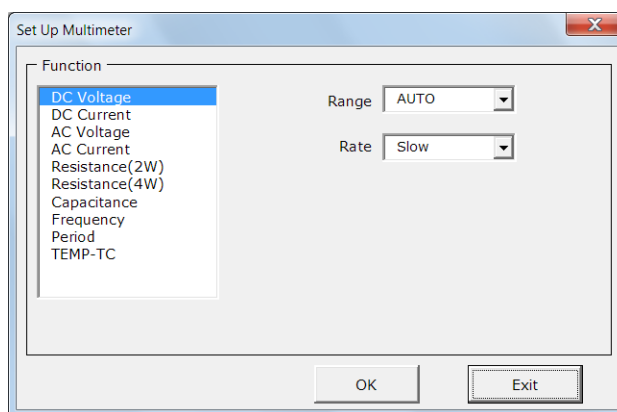 Set Up Multimeter
X
Function
DC Voltage
DC Current
AC Voltage
AC Current
Resistance(2W)
Resistance(4W)
Capacitance
Frequency
Period
TEMP-TC
Range AUTO
Rate Slow
OK Exit